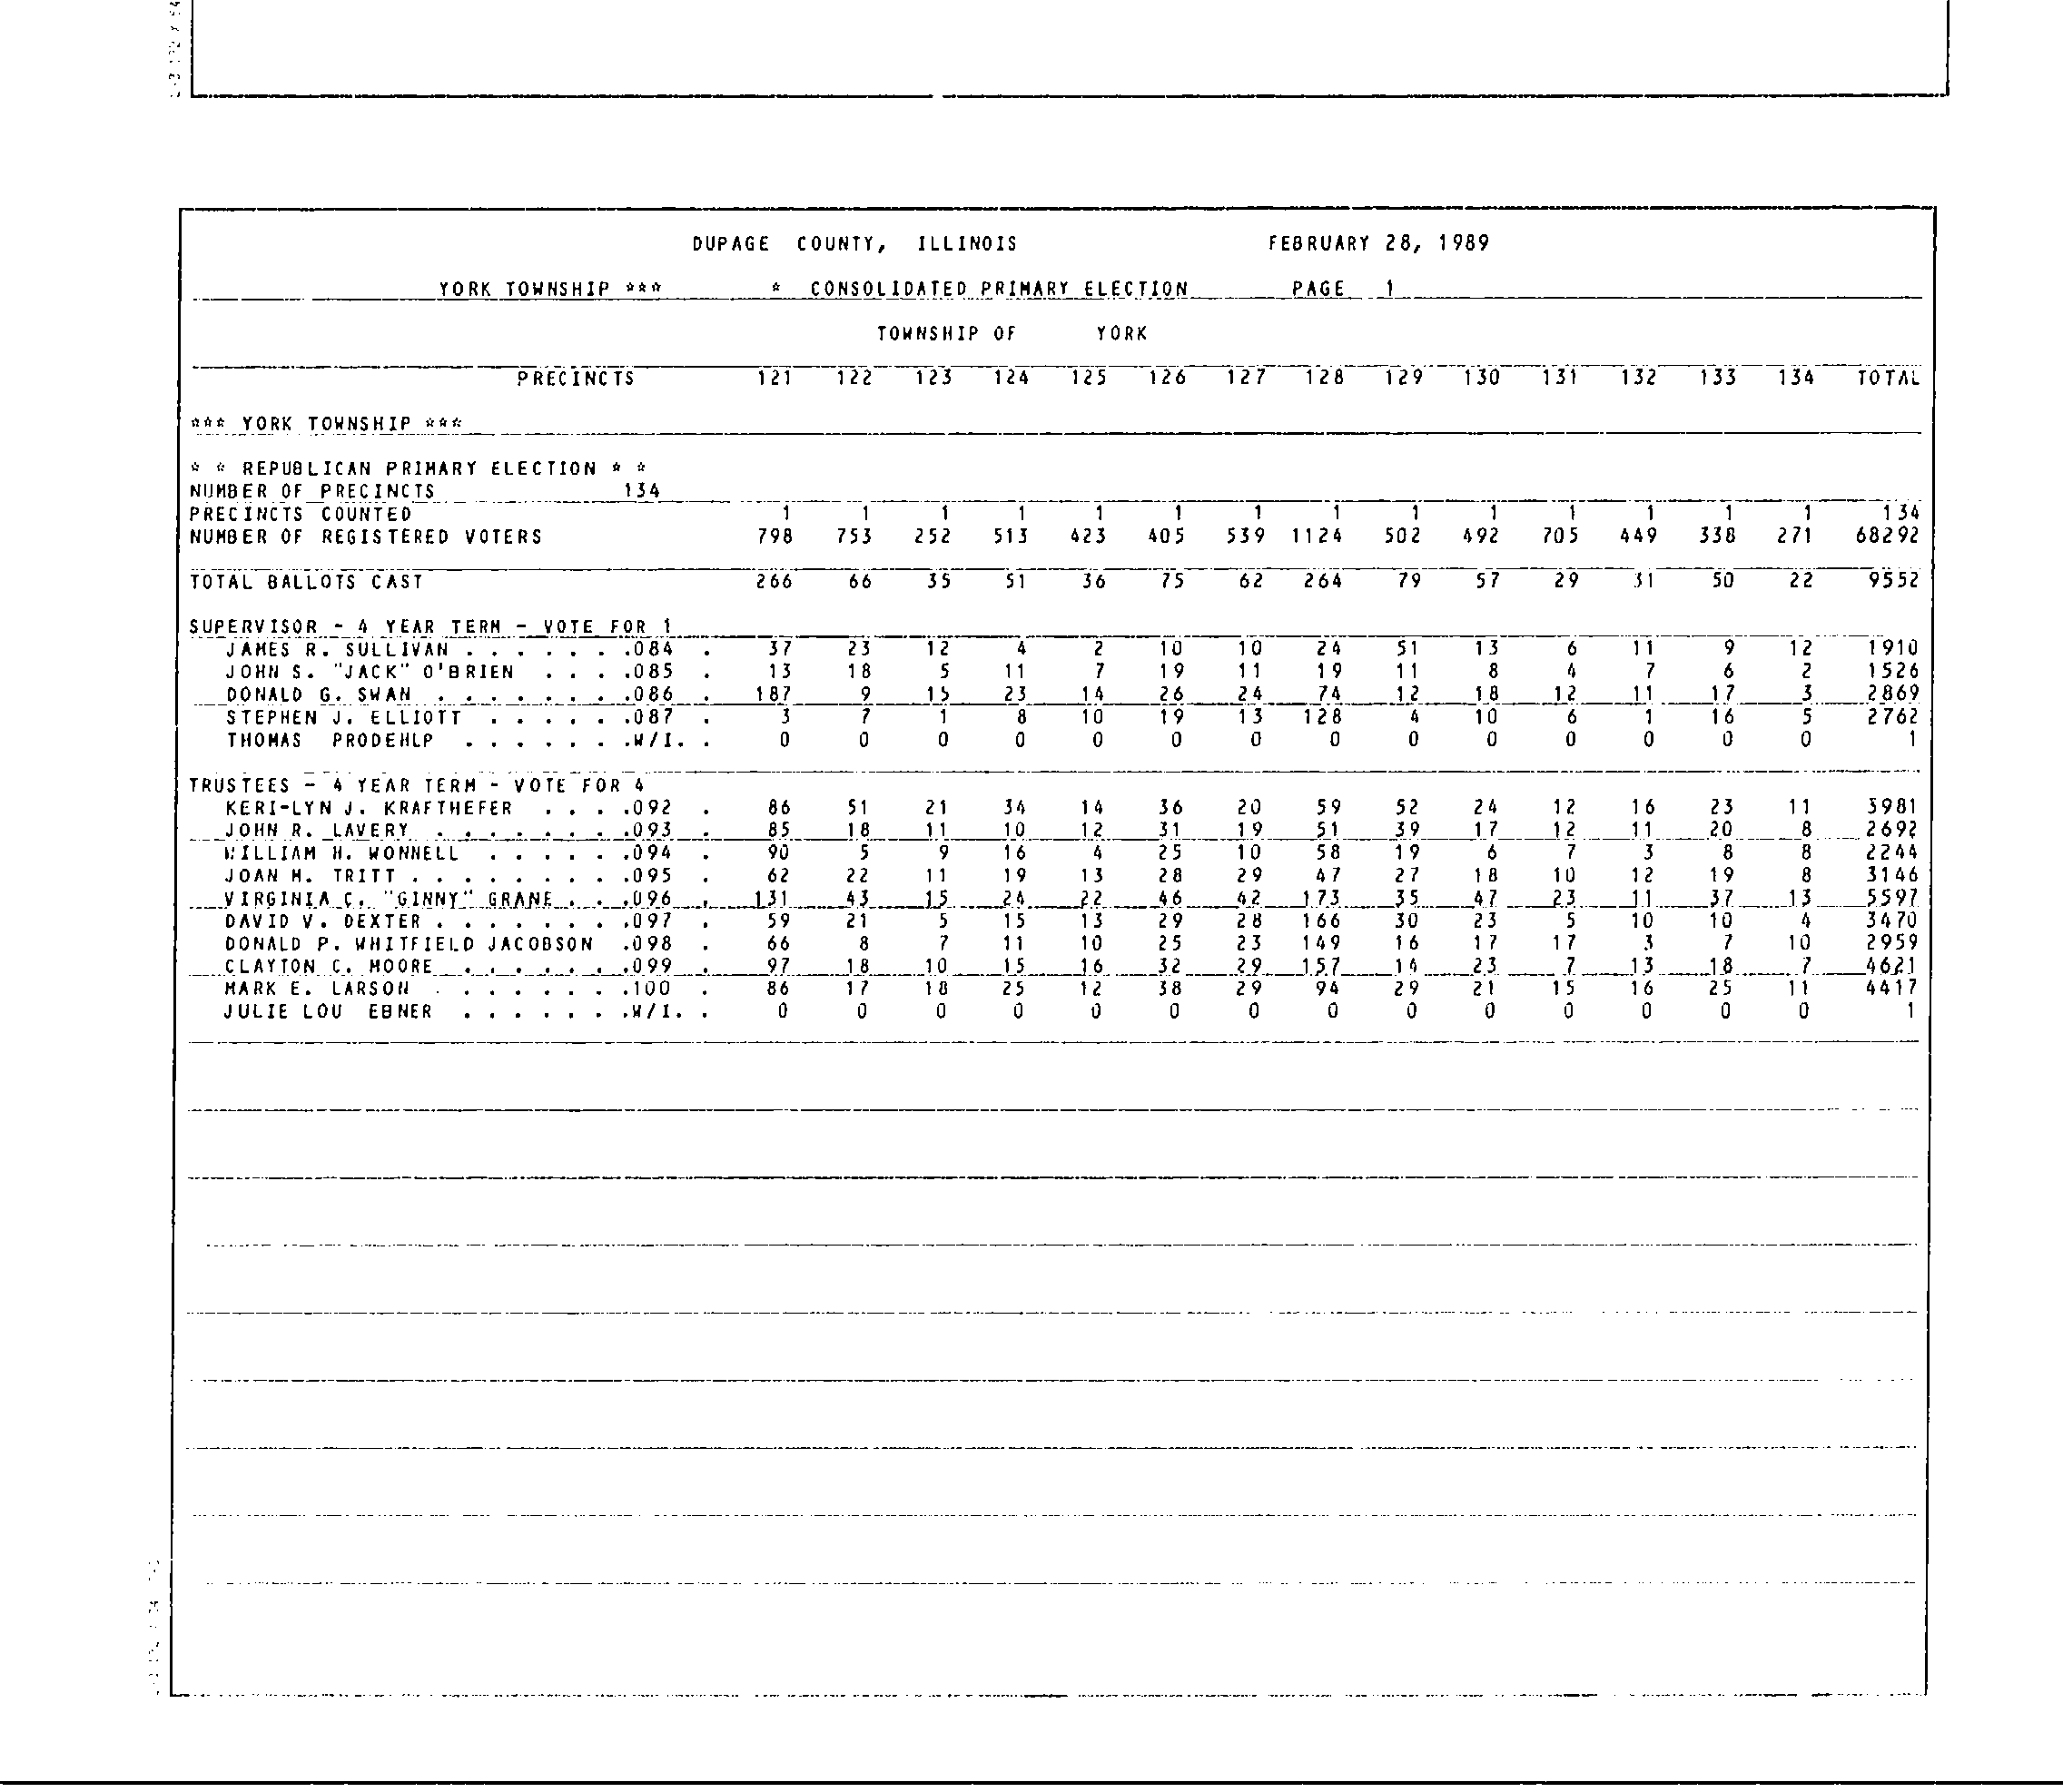 DUPAGE COUNTY, ILLINOIS FEBRUARY 28, 1989
YORK TOWNSHIP *** * CONSOLIDATED PRIMARY ELECTION PAGE 1
TOWNSHIP OF YORK
PRECINCTS 121 122 123 124 125 126 127 128 129 130 131 132 133 134 TOTAL
*** YORK TOWNSHIP ***
* * REPUBLICAN PRIMARY ELECTION * *
NUMBER OF PRECINCTS 134
PRECINCTS COUNTED 1 1 1 1 1 1 1 1 1 1 1 1 1 1 134
NUMBER OF REGISTERED VOTERS 798 753 252 513 423 405 539 1124 502 492 705 449 338 271 68292
TOTAL BALLOTS CAST 266 66 35 51 36 75 62 264 79 57 29 31 50 22 9552
SUPERVISOR - 4 YEAR TERM - VOTE FOR 1
JAMES R. SULLIVAN . . . . . . .084 . 37 23 12 4 2 10 10 24 51 13 6 11 9 12 1910
JOHN S. "JACK" O'BRIEN . . . .085 . 13 18 5 11 7 19 11 19 11 8 4 7 6 2 1526
DONALD G. SWAN . . . . . . . .086 . 187 9 15 23 14 26 24 74 12 18 12 11 17 3 2869
STEPHEN J. ELLIOTT . . . . . .087 . 3 7 1 8 10 19 13 128 4 10 6 1 16 5 2762
THOMAS PRODEHLP . . . . . . .W/I. . 0 0 0 0 0 0 0 0 0 0 0 0 0 0 1
TRUSTEES - 4 YEAR TERM - VOTE FOR 4
KERI-LYN J. KRAFTHEFER . . . .092 . 86 51 21 34 14 36 20 59 52 24 12 16 23 11 3981
JOHN R. LAVERY . . . . . . . .093 . 85 18 11 10 12 31 19 51 39 17 12 11 20 8 2692
WILLIAM H. WONNELL . . . . . .094 . 90 5 9 16 4 25 10 58 19 6 7 3 8 8 2244
JOAN M. TRITT . . . . . . . . .095 . 62 22 11 19 13 28 29 47 27 18 10 12 19 8 3146
VIRGINIA C. "GINNY" GRANE . . .096 . 131 43 15 24 22 46 42 173 35 47 23 11 37 13 5597
DAVID V. DEXTER . . . . . . . .097 . 59 21 5 15 13 29 28 166 30 23 5 10 10 4 3470
DONALD P. WHITFIELD JACOBSON .098 . 66 8 7 11 10 25 23 149 16 17 17 3 7 10 2959
CLAYTON C. MOORE . . . . . . .099 . 97 18 10 15 16 32 29 157 14 23 7 13 18 7 4621
MARK E. LARSON . . . . . . . .100 . 86 17 18 25 12 38 29 94 29 21 15 16 25 11 4417
JULIE LOU EBNER . . . . . . .W/I. . 0 0 0 0 0 0 0 0 0 0 0 0 0 0 1